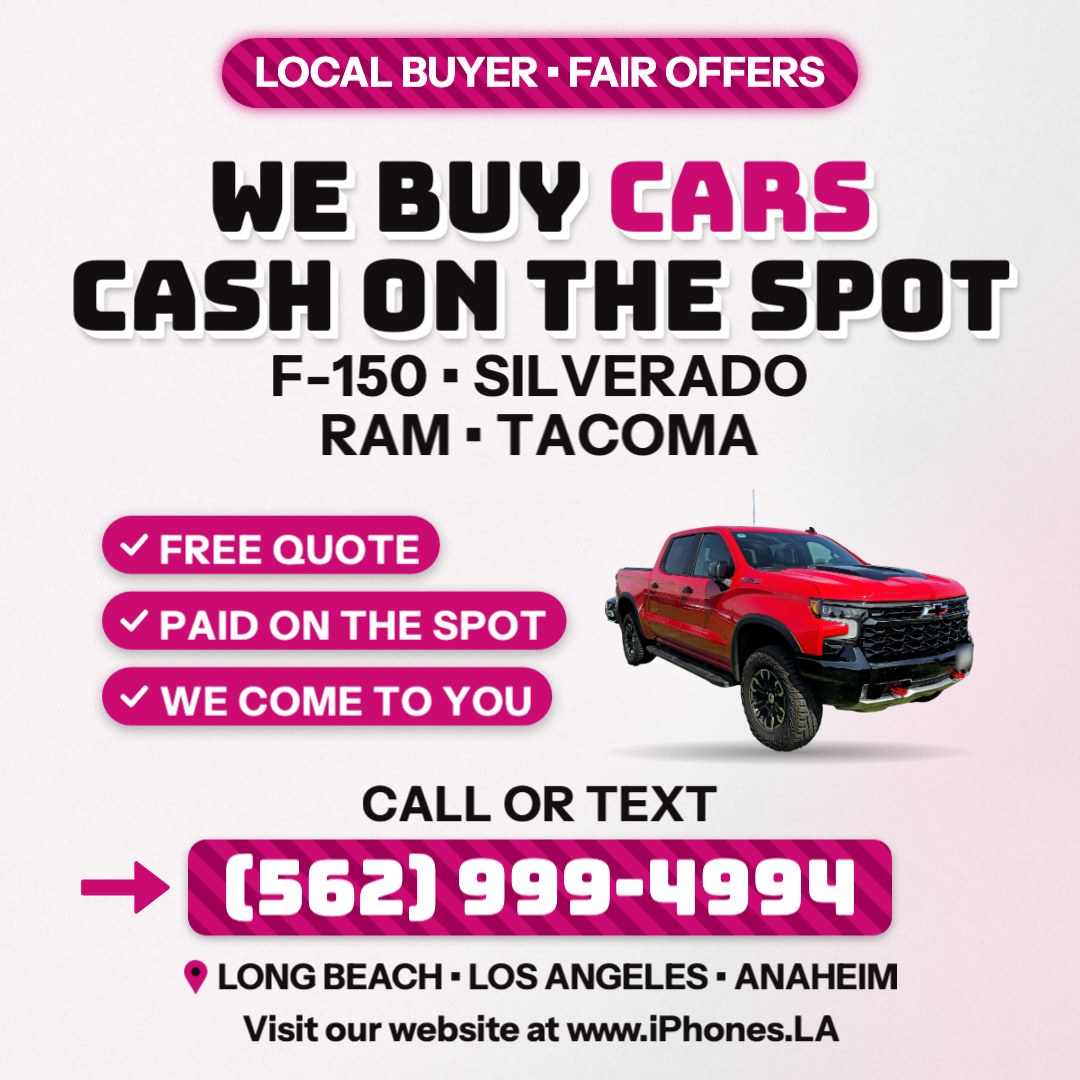 LOCAL BUYER ▪ FAIR OFFERS
WE BUY CARS
CASH ON THE SPOT
F-150 ▪ SILVERADO
RAM ▪ TACOMA
✓ FREE QUOTE
✓ PAID ON THE SPOT
✓ WE COME TO YOU
CALL OR TEXT
(562) 999-4994
LONG BEACH ▪ LOS ANGELES ▪ ANAHEIM
Visit our website at www.iPhones.LA